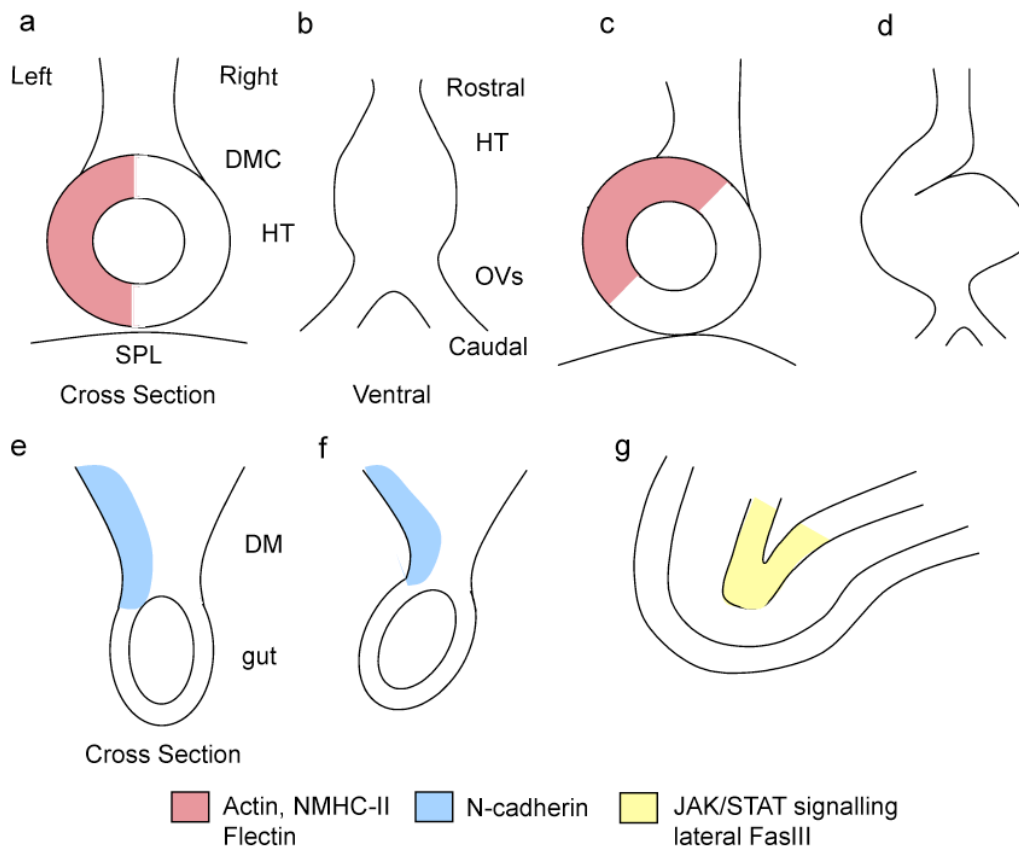 a
b
c
d
Left
Right
DMC
HT
SPL
Cross Section
Rostral
HT
OVs
Caudal
Ventral
e
f
g
DM
gut
Cross Section
Actin, NMHC-II
Flectin
N-cadherin
JAK/STAT signalling
lateral FasIII